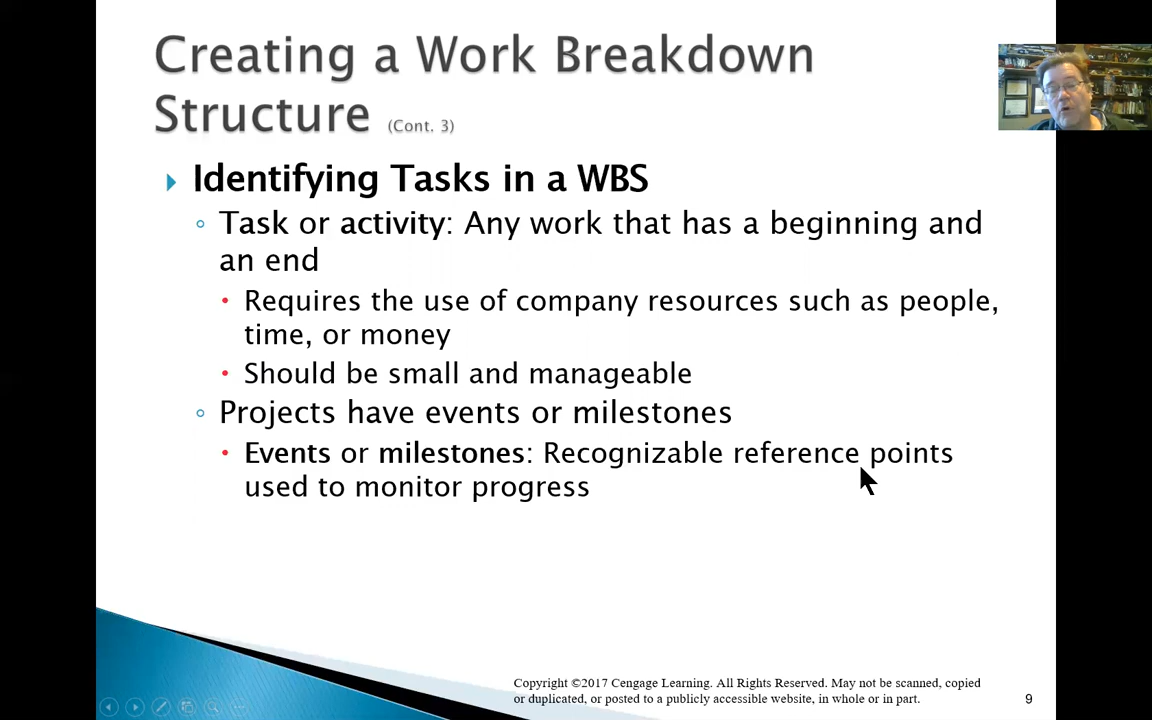 Creating a Work Breakdown
Structure (Cont. 3)
Identifying Tasks in a WBS
Task or activity: Any work that has a beginning and
an end
Requires the use of company resources such as people,
time, or money
Should be small and manageable
Projects have events or milestones
Events or milestones: Recognizable reference points
used to monitor progress
Copyright ©2017 Cengage Learning. All Rights Reserved. May not be scanned, copied
or duplicated, or posted to a publicly accessible website, in whole or in part.
9